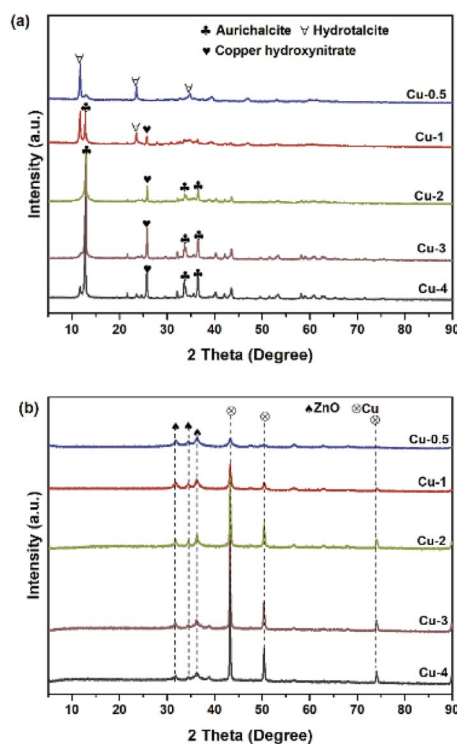 (a)
♣ Aurichalcite ∀ Hydrotalcite
♥ Copper hydroxynitrate
Cu-0.5
Cu-1
Cu-2
Cu-3
Cu-4
Intensity (a.u.)
10 20 30 40 50 60 70 80 90
2 Theta (Degree)
(b)
♠ZnO ⊗Cu
Cu-0.5
Cu-1
Cu-2
Cu-3
Cu-4
Intensity (a.u.)
10 20 30 40 50 60 70 80 90
2 Theta (Degree)